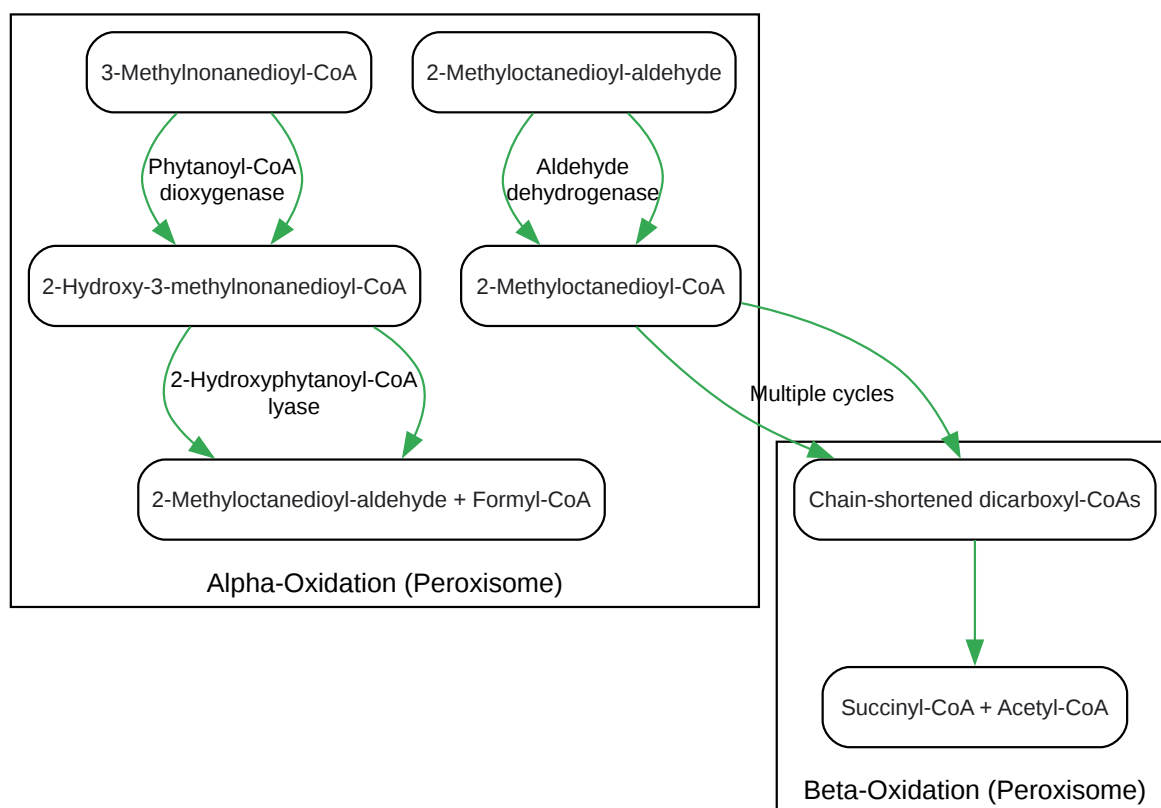 3-Methylnonanedioyl-CoA
2-Methyloctanedioyl-aldehyde
Phytanoyl-CoA
dioxygenase
Aldehyde
dehydrogenase
2-Hydroxy-3-methylnonanedioyl-CoA
2-Methyloctanedioyl-CoA
2-Hydroxyphytanoyl-CoA
lyase
Multiple cycles
2-Methyloctanedioyl-aldehyde + Formyl-CoA
Chain-shortened dicarboxyl-CoAs
Alpha-Oxidation (Peroxisome)
Succinyl-CoA + Acetyl-CoA
Beta-Oxidation (Peroxisome)